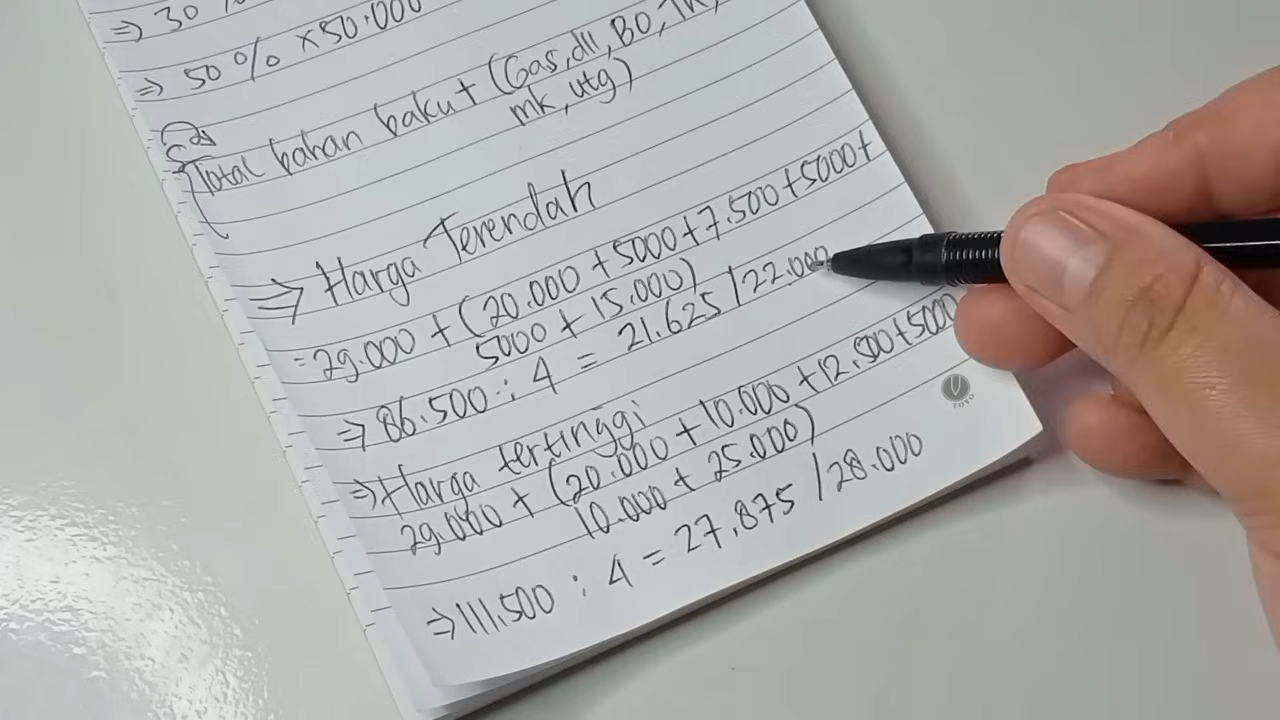 ⇒ 30
⇒ 50% × 50.000
Total bahan baku + (Gas, dll, BO, TK,
mk, utg)
⇒ Harga Terendah
= 29.000 + (20.000 + 5000 + 7.500 + 5000 +
5000 + 15.000)
⇒ 86.500 : 4 = 21.625 / 22.000
⇒ Harga tertinggi
29.000 + (20.000 + 10.000 + 12.500 + 5000
10.000 + 25.000)
⇒ 111.500 : 4 = 27.875 / 28.000